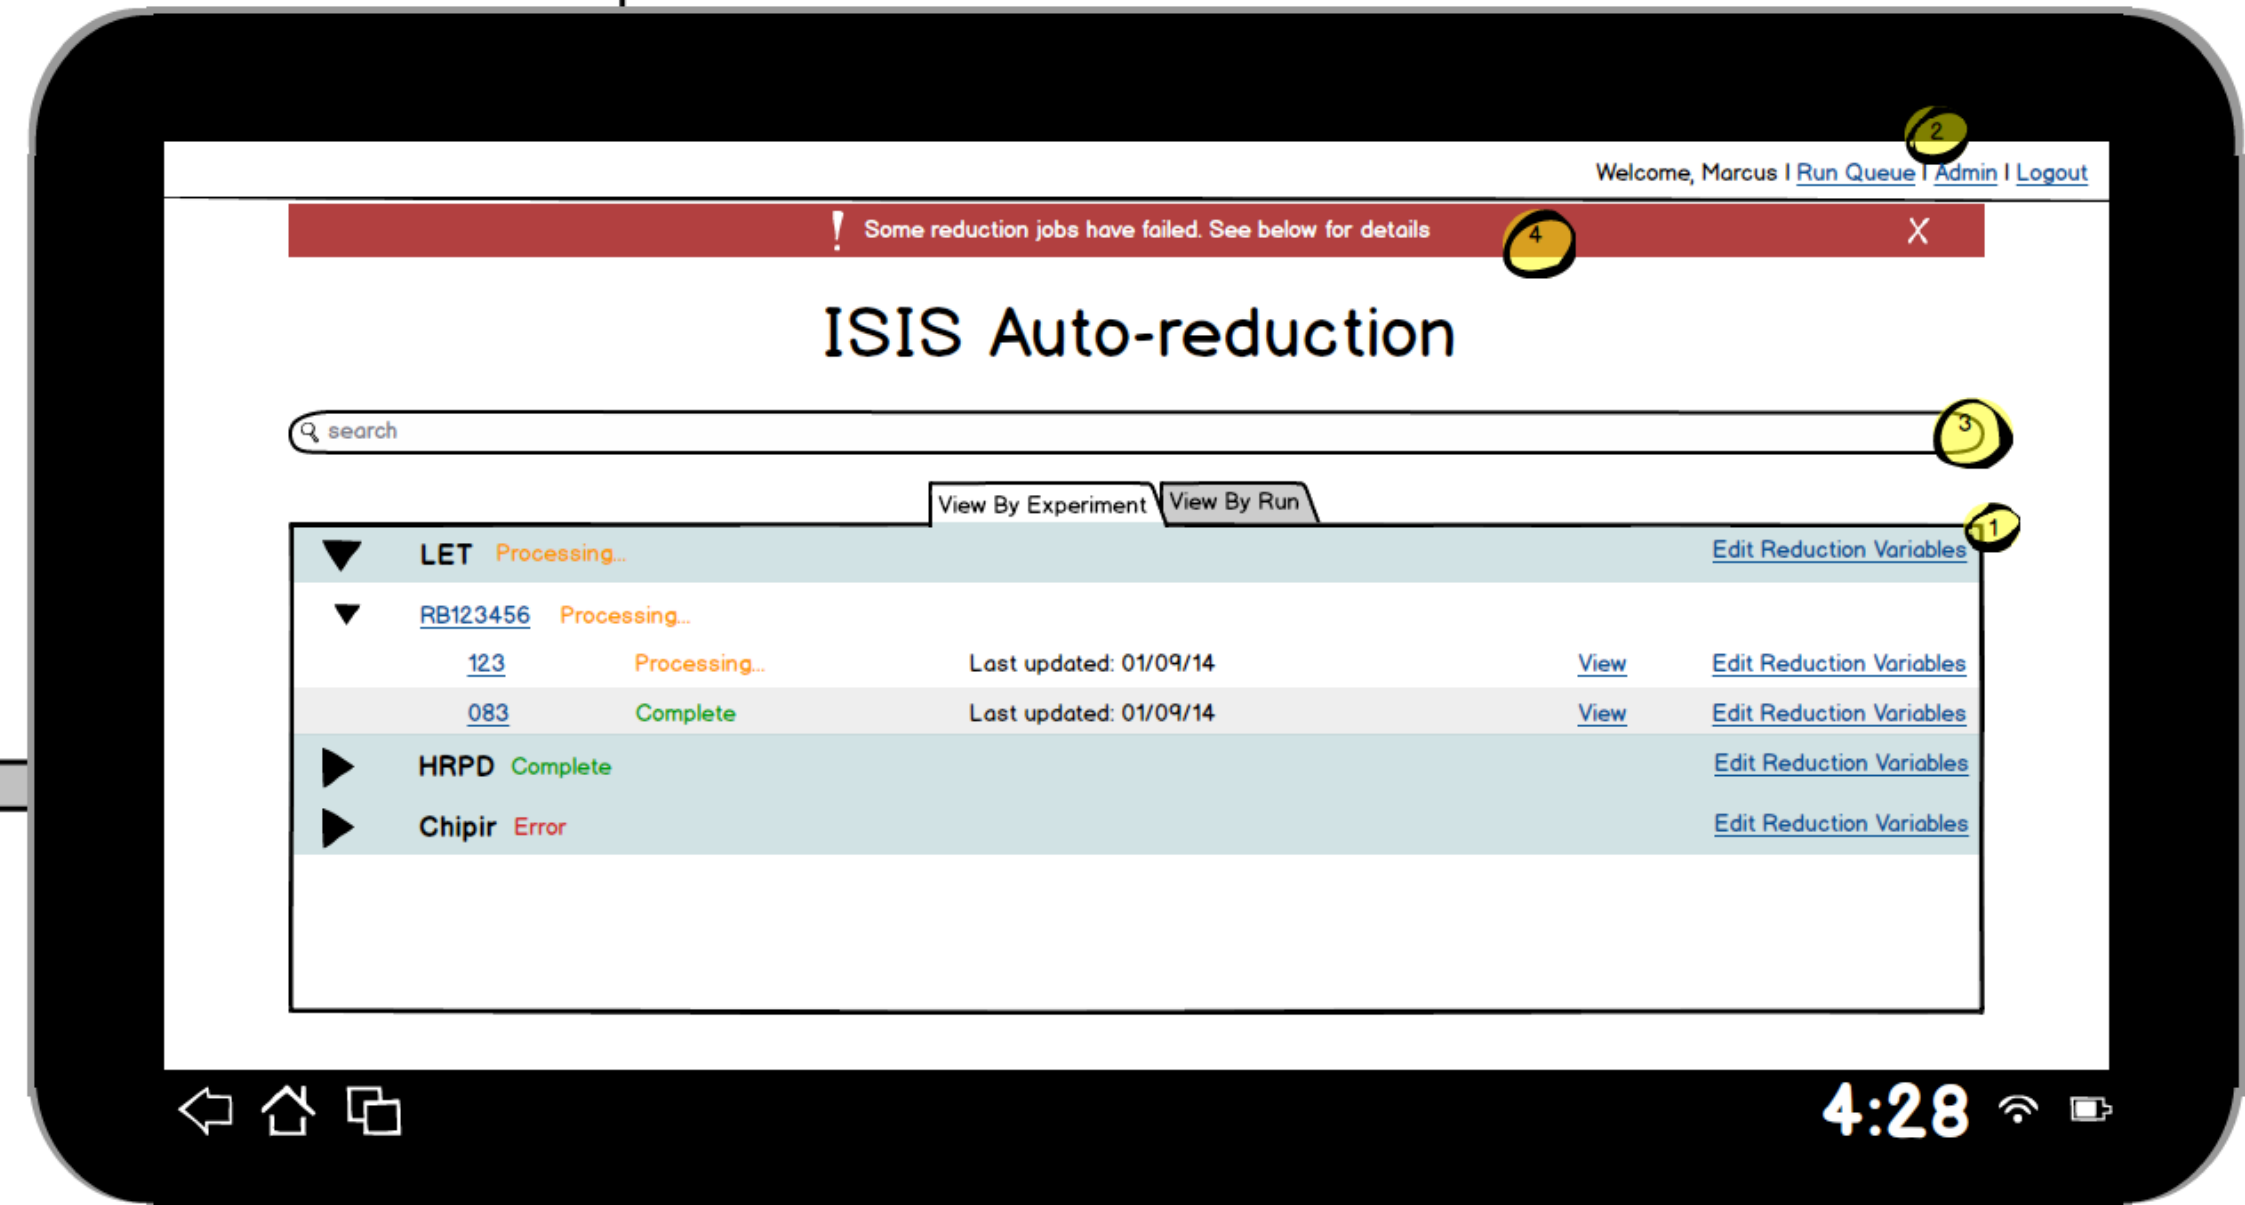 2
Welcome, Marcus | Run Queue | Admin | Logout
! Some reduction jobs have failed. See below for details 4 X
ISIS Auto-reduction
search 3
View By Experiment View By Run
1
LET Processing... Edit Reduction Variables
RB123456 Processing...
123 Processing... Last updated: 01/09/14 View Edit Reduction Variables
083 Complete Last updated: 01/09/14 View Edit Reduction Variables
HRPD Complete Edit Reduction Variables
Chipir Error Edit Reduction Variables
4:28